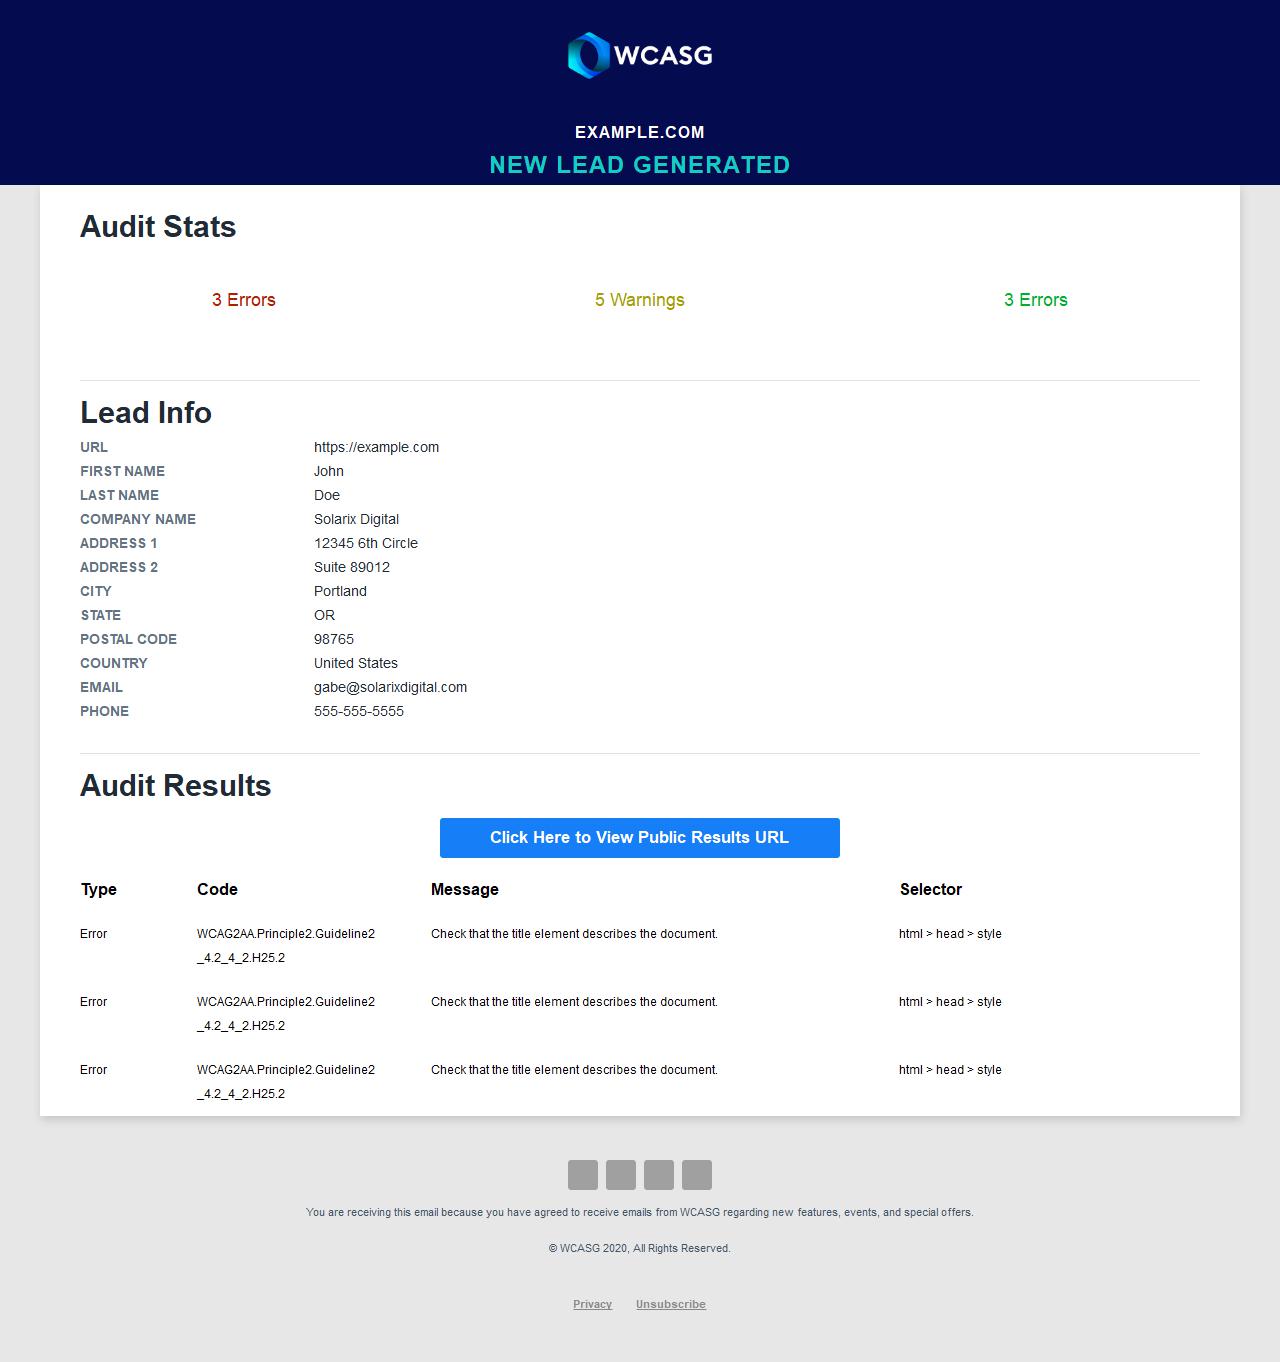 WCASG
EXAMPLE.COM
NEW LEAD GENERATED
Audit Stats
3 Errors
5 Warnings
3 Errors
Lead Info
URL https://example.com
FIRST NAME John
LAST NAME Doe
COMPANY NAME Solarix Digital
ADDRESS 1 12345 6th Circle
ADDRESS 2 Suite 89012
CITY Portland
STATE OR
POSTAL CODE 98765
COUNTRY United States
EMAIL gabe@solarixdigital.com
PHONE 555-555-5555
Audit Results
Click Here to View Public Results URL
Type Code Message Selector
Error WCAG2AA.Principle2.Guideline2 Check that the title element describes the document. html > head > style
_4.2_4_2.H25.2
Error WCAG2AA.Principle2.Guideline2 Check that the title element describes the document. html > head > style
_4.2_4_2.H25.2
Error WCAG2AA.Principle2.Guideline2 Check that the title element describes the document. html > head > style
_4.2_4_2.H25.2
You are receiving this email because you have agreed to receive emails from WCASG regarding new features, events, and special offers.
© WCASG 2020, All Rights Reserved.
Privacy Unsubscribe